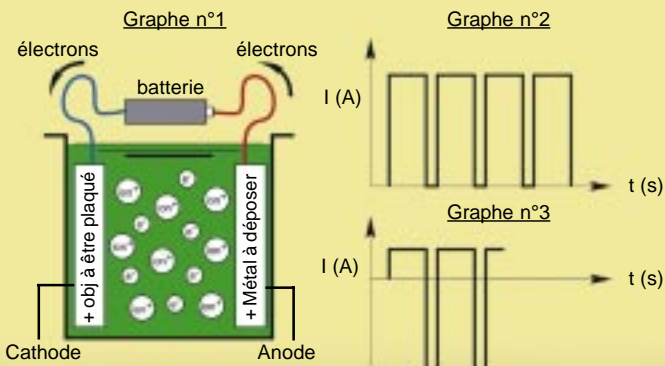 Graphe n°1
électrons
électrons
batterie
+ obj à être plaqué
+ Métal à déposer
Cathode
Anode
Graphe n°2
I (A)
t (s)
Graphe n°3
I (A)
t (s)